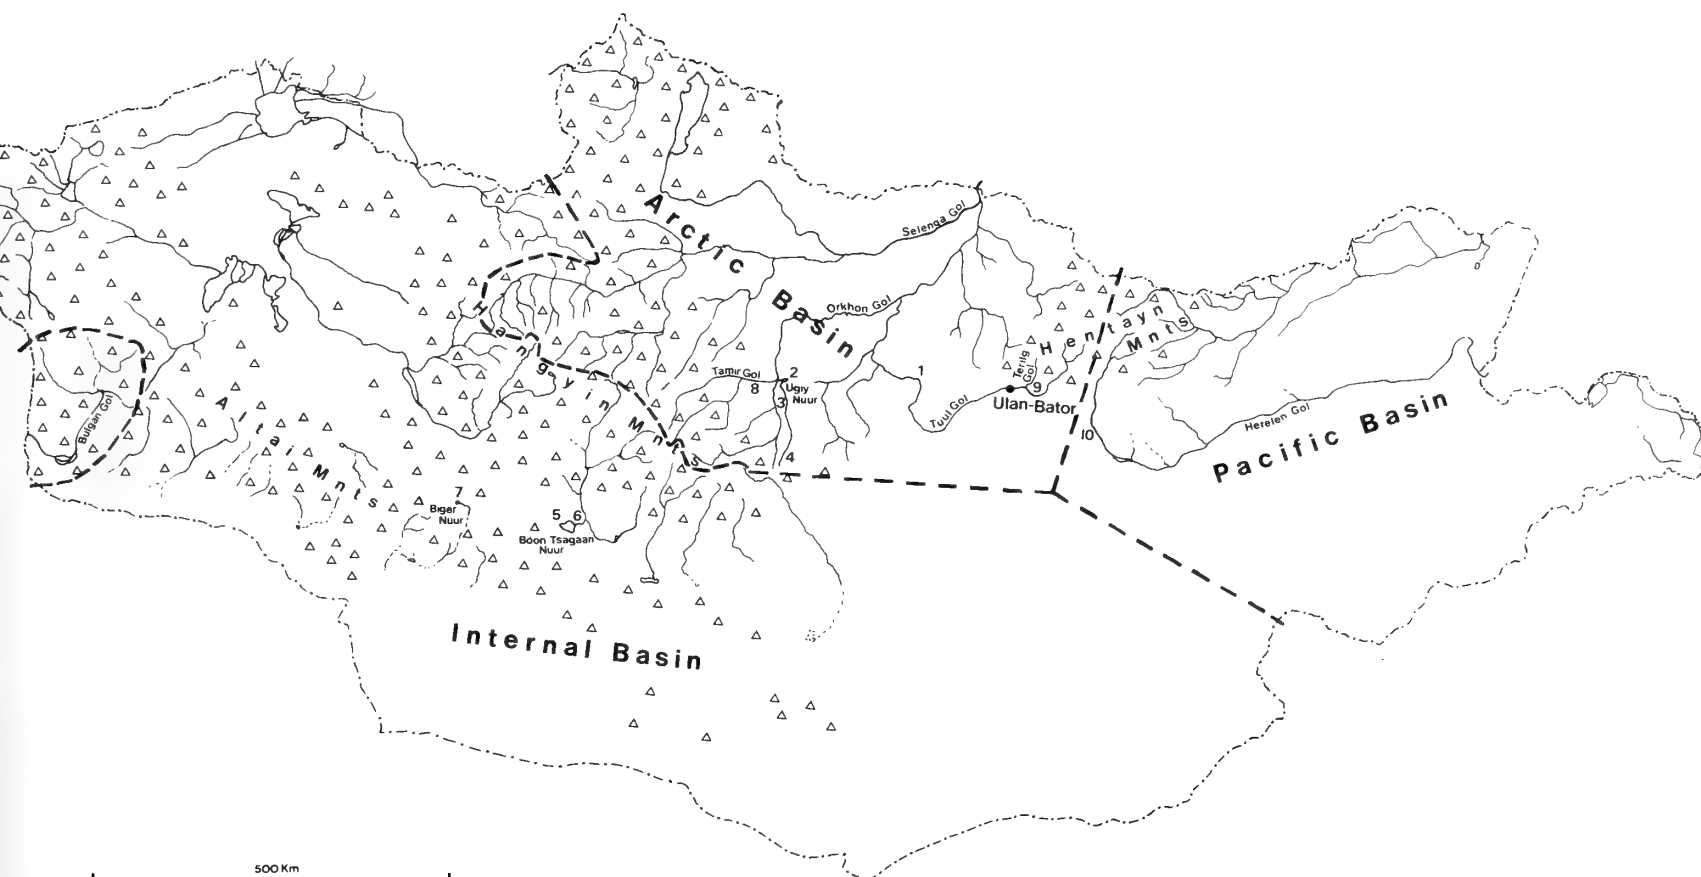 Arctic Basin
Selenga Gol
Orkhon Gol
Hangayin Mnts
Hentayn
Mnts
Terilg
Gol
1
Tamir Gol
8
2
Ugiy
Nuur
3
9
Ulan-Bator
Tuul Gol
10
Herelen Gol
Pacific Basin
Bulgan Gol
Altai Mnts
4
7
Biger
Nuur
5 6
Boon Tsagaan
Nuur
Internal Basin
500 Km